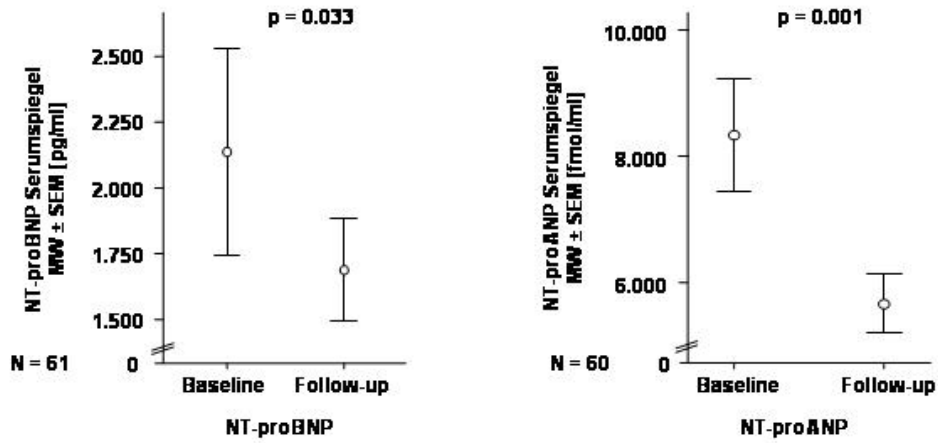 p = 0.033
2.500
2.250
2.000
1.750
1.500
0
NT-proBNP Serumspiegel
MW ± SEM [pg/ml]
N = 61
Baseline Follow-up
NT-proBNP
p = 0.001
10.000
8.000
6.000
0
NT-proANP Serumspiegel
MW ± SEM [fmol/ml]
N = 60
Baseline Follow-up
NT-proANP